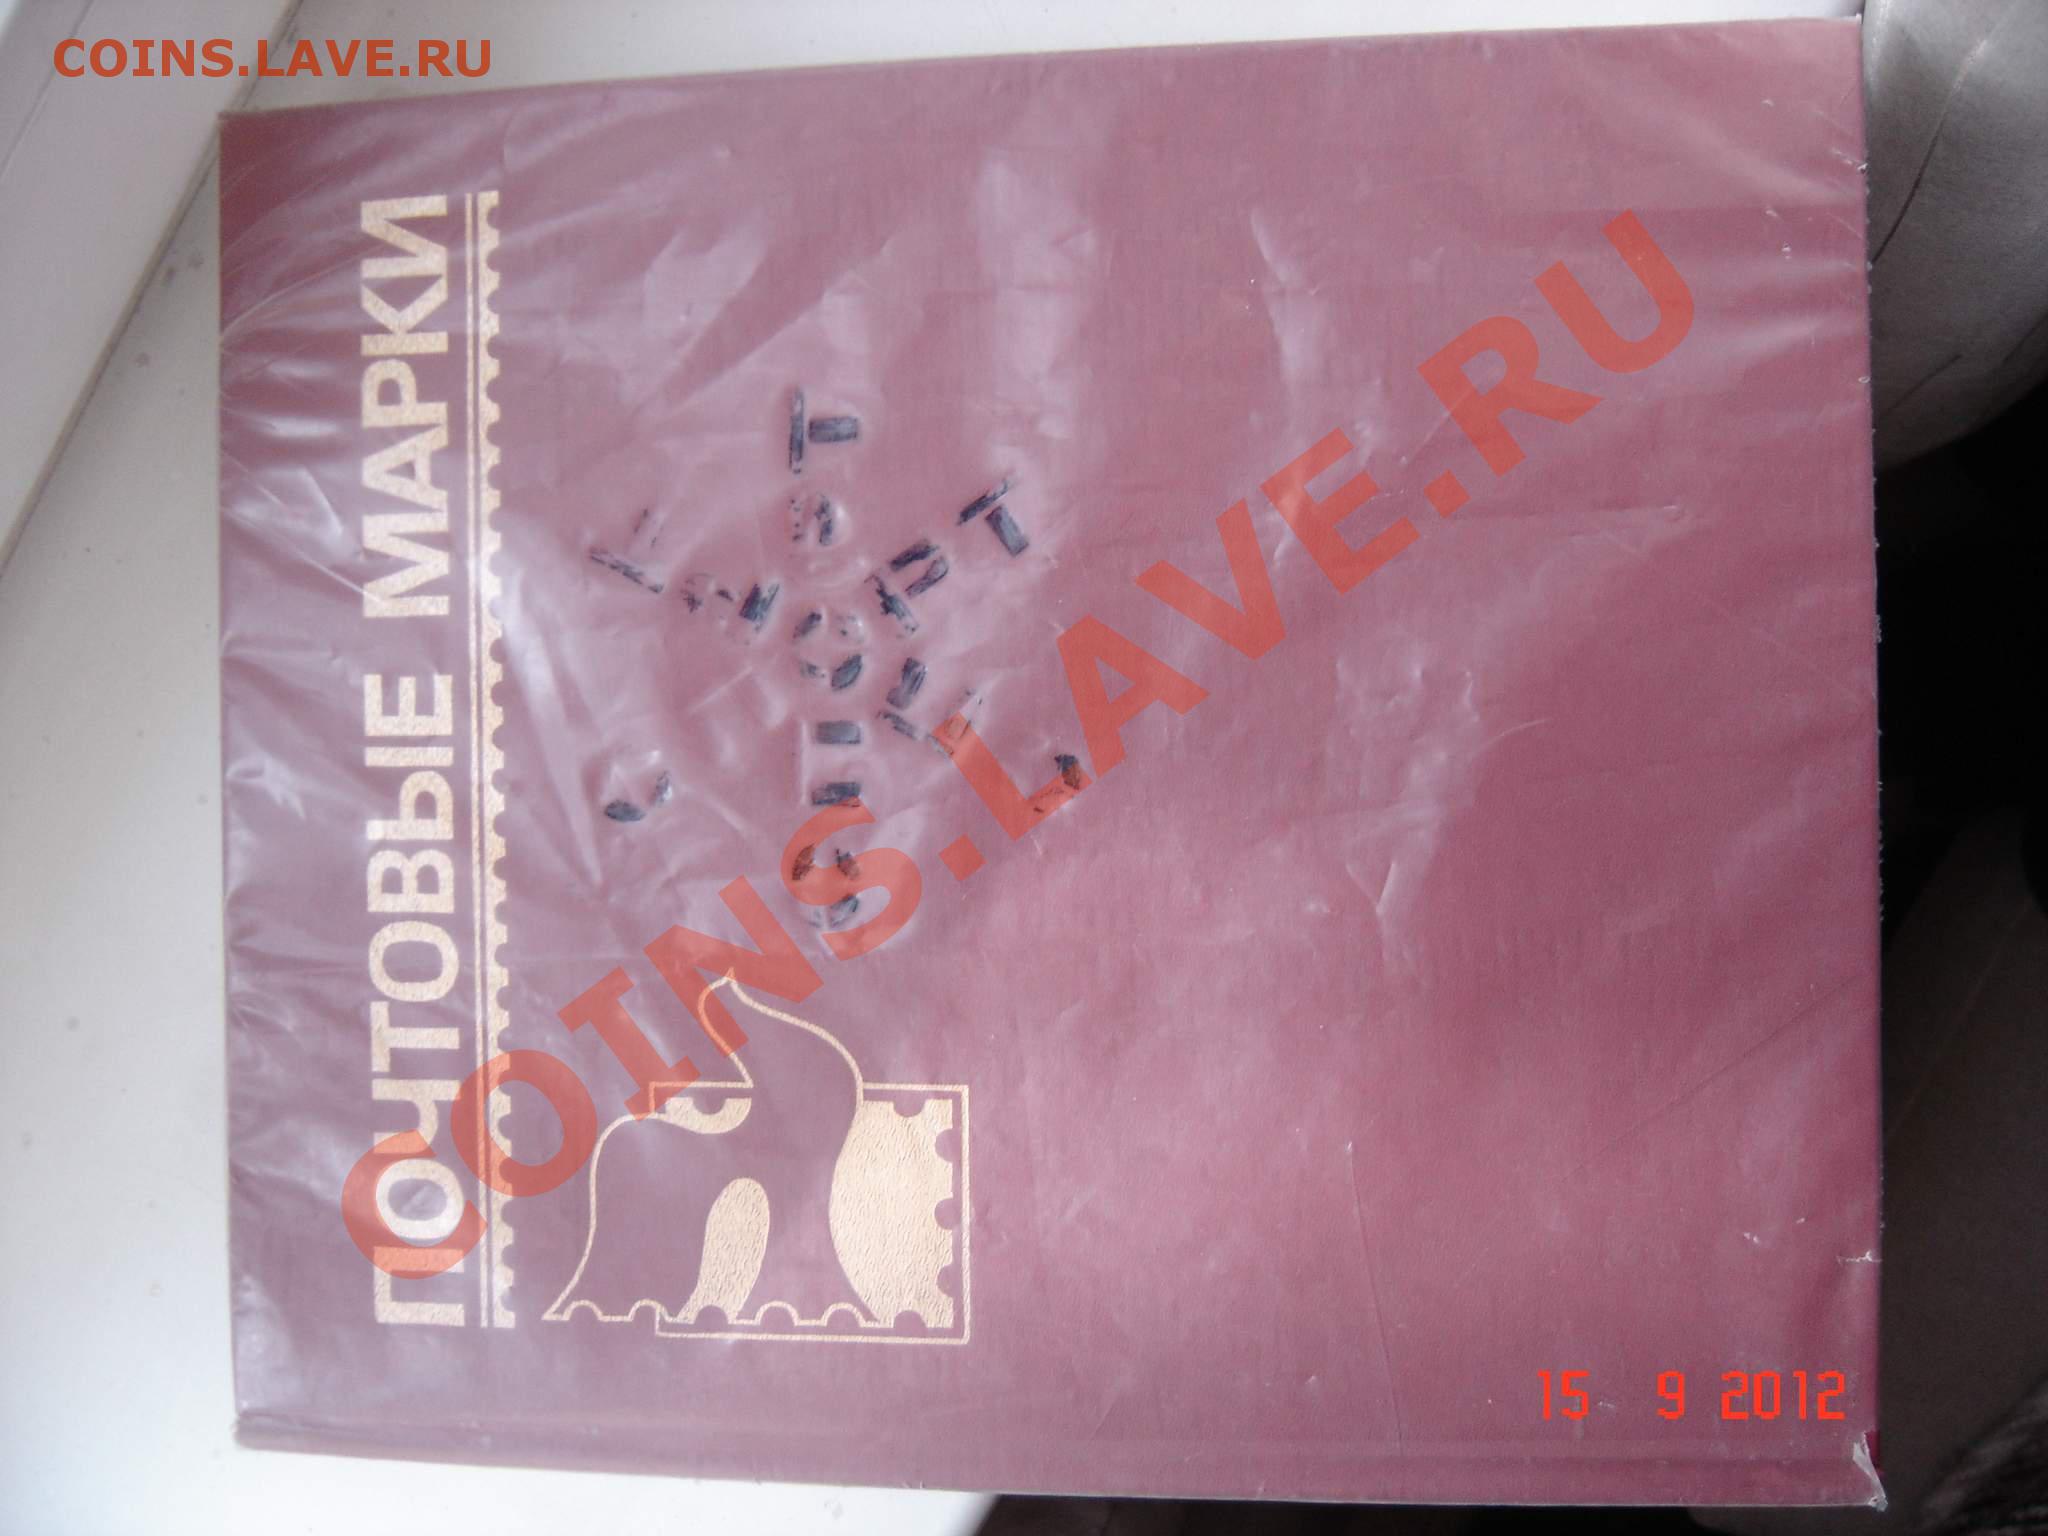 COINS.LAVE.RU
ПОЧТОВЫЕ МАРКИ
COINS.LAVE.RU
15 9 2012